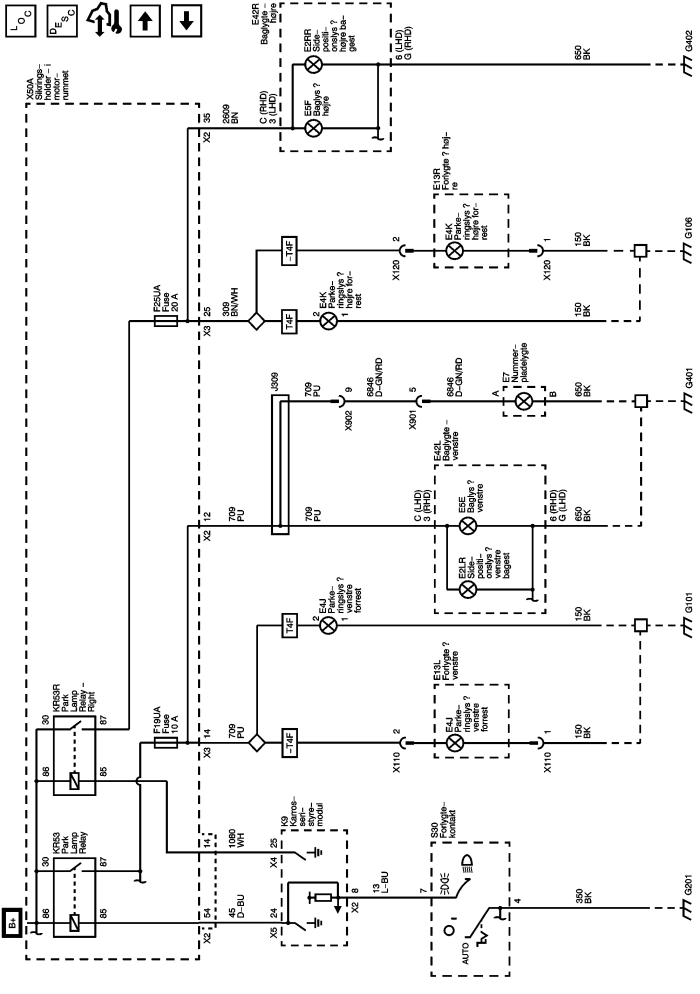 LOC
DESC
B+
X50A
Sikrings–
holder – i
motor–
rummet
KR53
Park
Lamp
Relay
86
30
85
87
KR53R
Park
Lamp
Relay –
Right
86
30
85
87
F19UA
Fuse
10 A
F25UA
Fuse
20 A
54
X2
14
14
X3
12
X2
25
X3
35
X2
45
D–BU
1080
WH
709
PU
709
PU
309
BN/WH
2609
BN
24
X5
25
X4
K9
Karros–
seri–
styre–
modul
8
X2
13
L–BU
7
S30
Forlygte–
kontakt
AUTO
4
350
BK
G201
–T4F
T4F
2
X110
E13L
Forlygte ?
venstre
E4J
Parke–
ringslys ?
venstre
forrest
1
X110
150
BK
2
E4J
Parke–
ringslys ?
venstre
forrest
1
150
BK
G101
J309
709
PU
709
PU
C (LHD)
3 (RHD)
E42L
Baglygte –
venstre
E2LR
Side–
positi–
onslys ?
venstre
bagest
E5E
Baglys ?
venstre
6 (RHD)
G (LHD)
650
BK
9
X902
6846
D–GN/RD
5
X901
6846
D–GN/RD
A
E7
Nummer–
pladelygte
B
650
BK
G401
T4F
–T4F
2
E4K
Parke–
ringslys ?
højre for–
rest
1
150
BK
2
X120
E13R
Forlygte ? høj–
re
E4K
Parke–
ringslys ?
højre for–
rest
1
X120
150
BK
G106
C (RHD)
3 (LHD)
E42R
Baglygte –
højre
E2RR
Side–
positi–
onslys ?
højre ba–
gest
E5F
Baglys ?
højre
6 (LHD)
G (RHD)
650
BK
G402